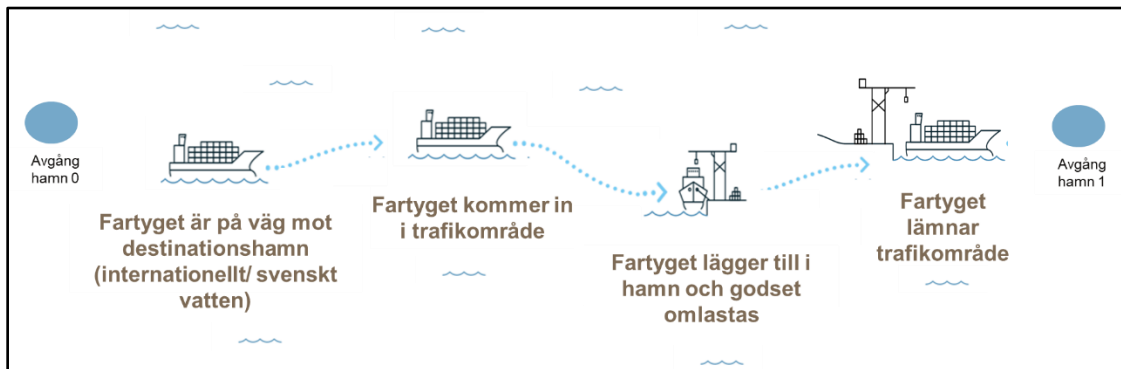 Avgång
hamn 0
Fartyget är på väg mot
destinationshamn
(internationellt/ svenskt
vatten)
Fartyget kommer in
i trafikområde
Fartyget lägger till i
hamn och godset
omlastas
Fartyget
lämnar
trafikområde
Avgång
hamn 1